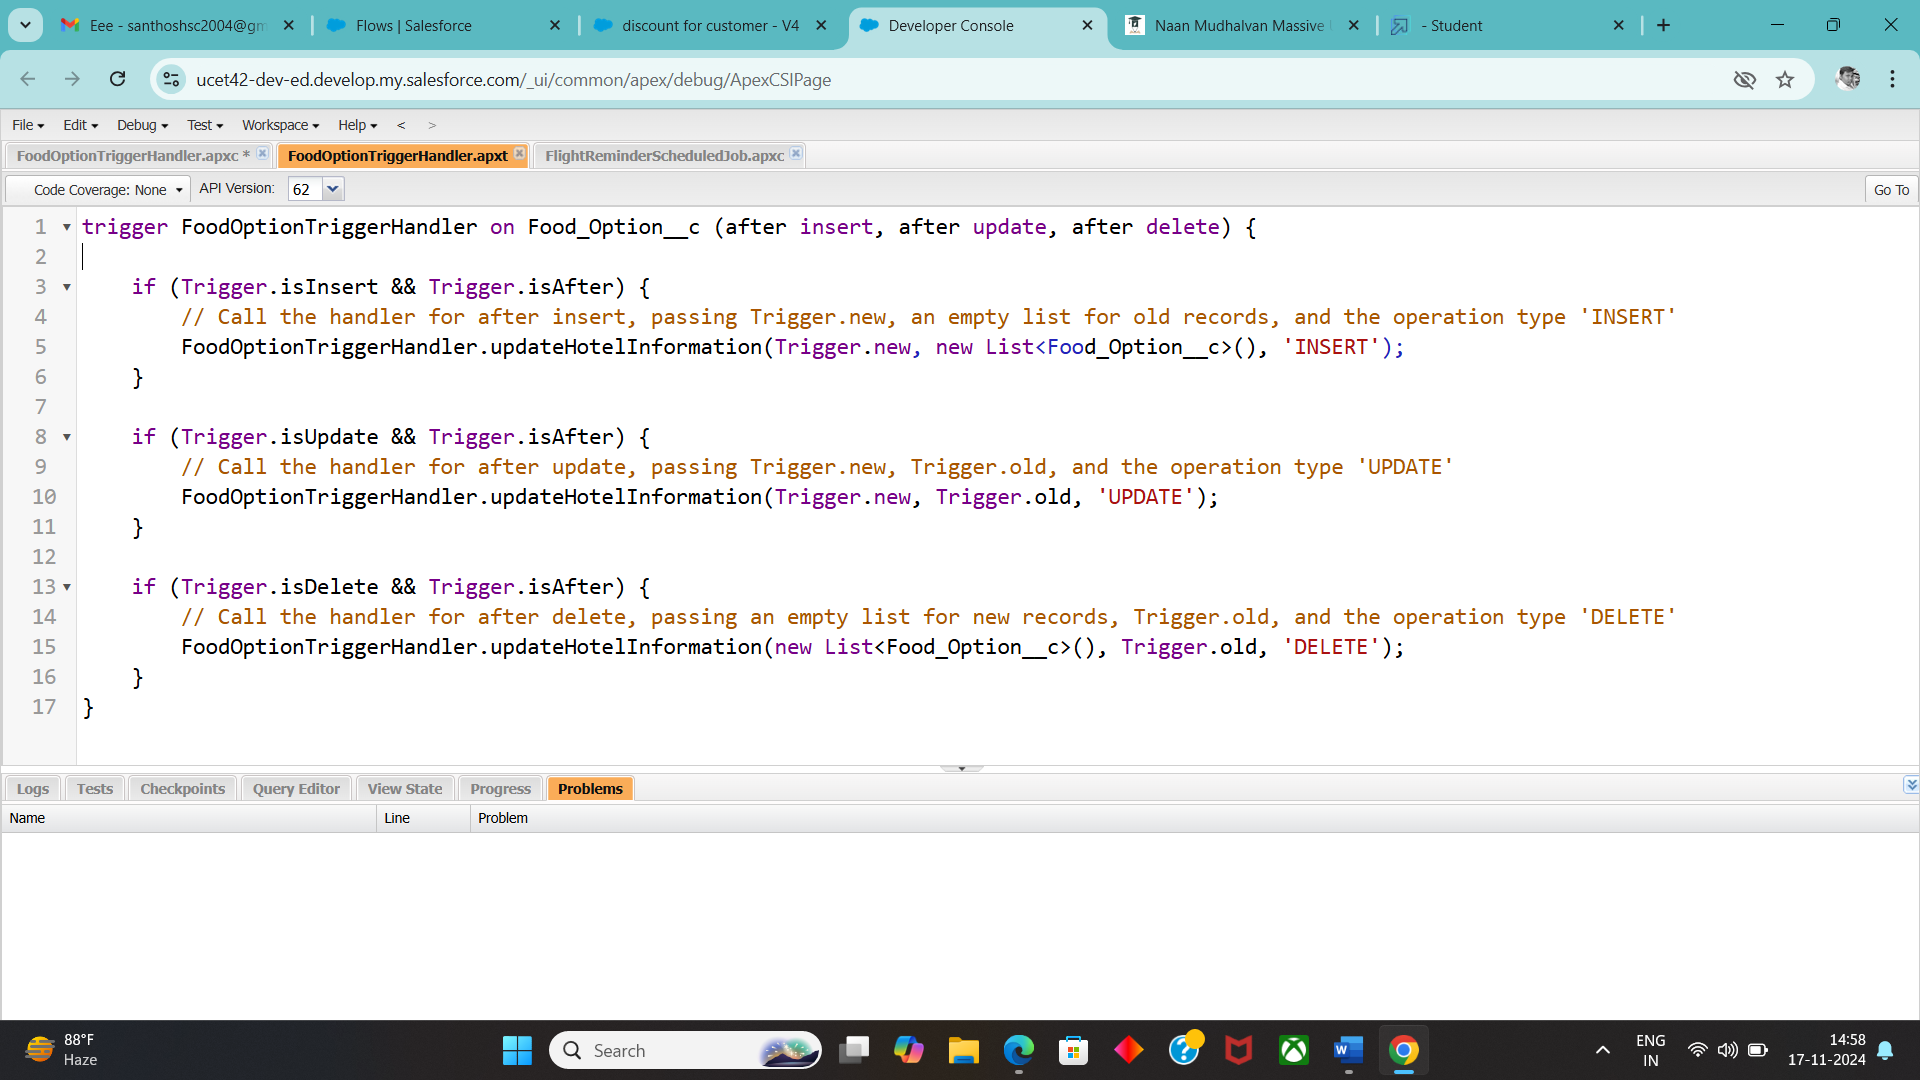 Eee - santhoshsc2004@gm
Flows | Salesforce
discount for customer - V4
Developer Console
Naan Mudhalvan Massive
- Student
ucet42-dev-ed.develop.my.salesforce.com/_ui/common/apex/debug/ApexCSIPage
File Edit Debug Test Workspace Help < >
FoodOptionTriggerHandler.apxc * FoodOptionTriggerHandler.apxt FlightReminderScheduledJob.apxc
Code Coverage: None API Version: 62 Go To
1 trigger FoodOptionTriggerHandler on Food_Option__c (after insert, after update, after delete) {
2
3 if (Trigger.isInsert && Trigger.isAfter) {
4 // Call the handler for after insert, passing Trigger.new, an empty list for old records, and the operation type 'INSERT'
5 FoodOptionTriggerHandler.updateHotelInformation(Trigger.new, new List<Food_Option__c>(), 'INSERT');
6 }
7
8 if (Trigger.isUpdate && Trigger.isAfter) {
9 // Call the handler for after update, passing Trigger.new, Trigger.old, and the operation type 'UPDATE'
10 FoodOptionTriggerHandler.updateHotelInformation(Trigger.new, Trigger.old, 'UPDATE');
11 }
12
13 if (Trigger.isDelete && Trigger.isAfter) {
14 // Call the handler for after delete, passing an empty list for new records, Trigger.old, and the operation type 'DELETE'
15 FoodOptionTriggerHandler.updateHotelInformation(new List<Food_Option__c>(), Trigger.old, 'DELETE');
16 }
17 }
Logs Tests Checkpoints Query Editor View State Progress Problems
Name Line Problem
88°F
Haze
Search
ENG
IN
14:58
17-11-2024